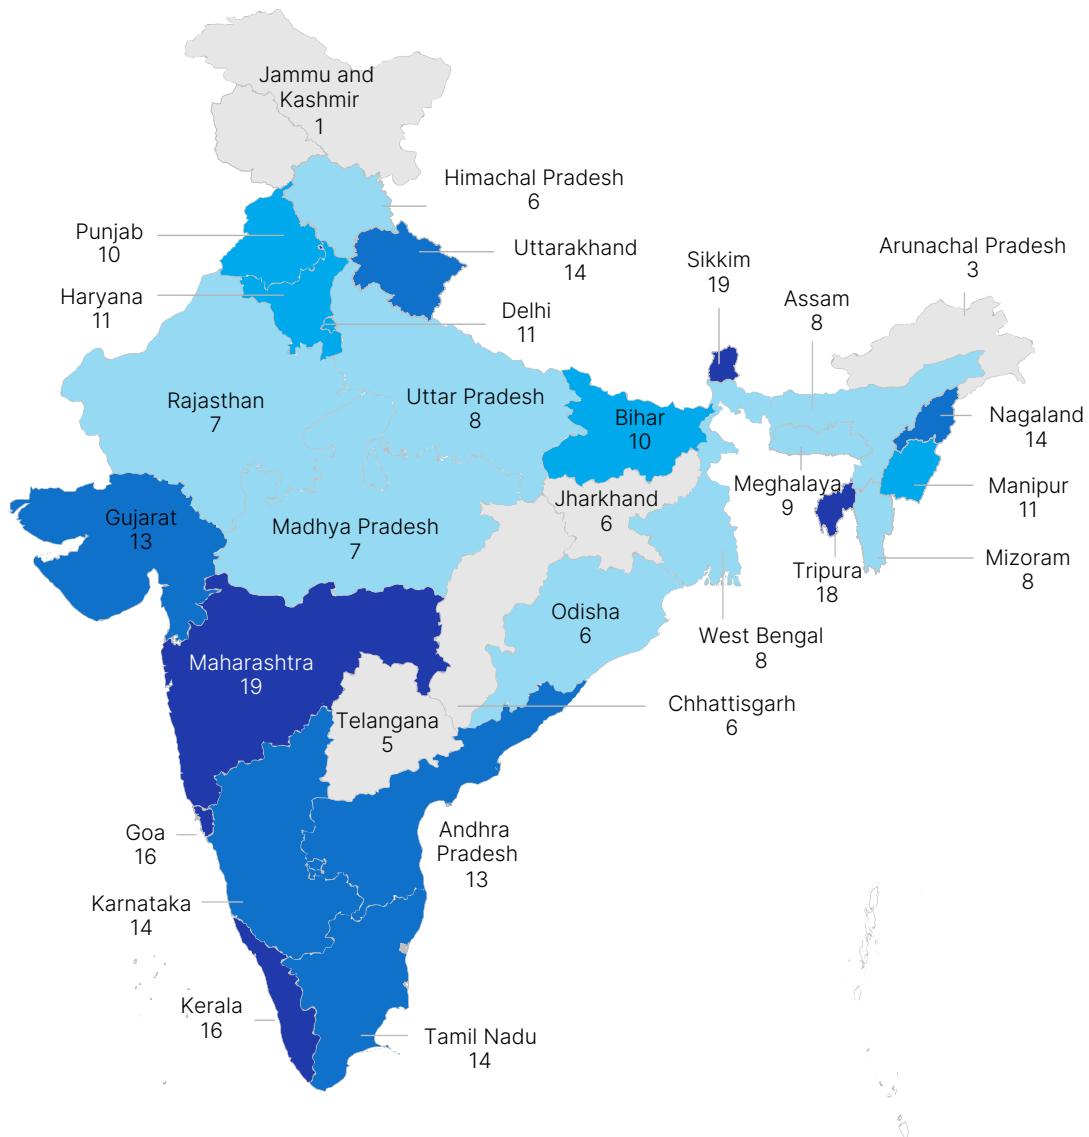 Jammu and
Kashmir
1
Himachal Pradesh
6
Punjab
10
Uttarakhand
14
Arunachal Pradesh
3
Sikkim
19
Haryana
11
Assam
8
Delhi
11
Rajasthan
7
Uttar Pradesh
8
Bihar
10
Nagaland
14
Meghalaya
9
Manipur
11
Jharkhand
6
Gujarat
13
Madhya Pradesh
7
Mizoram
8
Tripura
18
Odisha
6
West Bengal
8
Maharashtra
19
Chhattisgarh
6
Telangana
5
Goa
16
Andhra
Pradesh
13
Karnataka
14
Kerala
16
Tamil Nadu
14